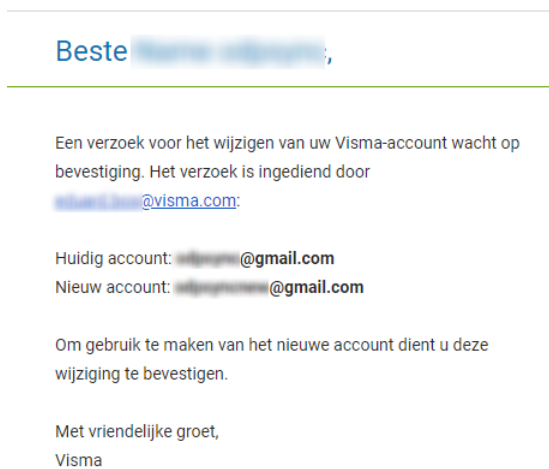 Beste ,
Een verzoek voor het wijzigen van uw Visma-account wacht op
bevestiging. Het verzoek is ingediend door
@visma.com:
Huidig account: @gmail.com
Nieuw account: @gmail.com
Om gebruik te maken van het nieuwe account dient u deze
wijziging te bevestigen.
Met vriendelijke groet,
Visma